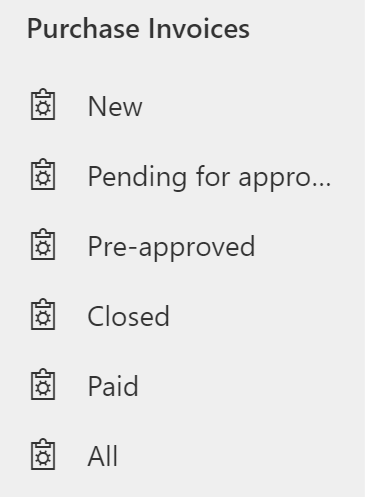 Purchase Invoices
New
Pending for appro...
Pre-approved
Closed
Paid
All